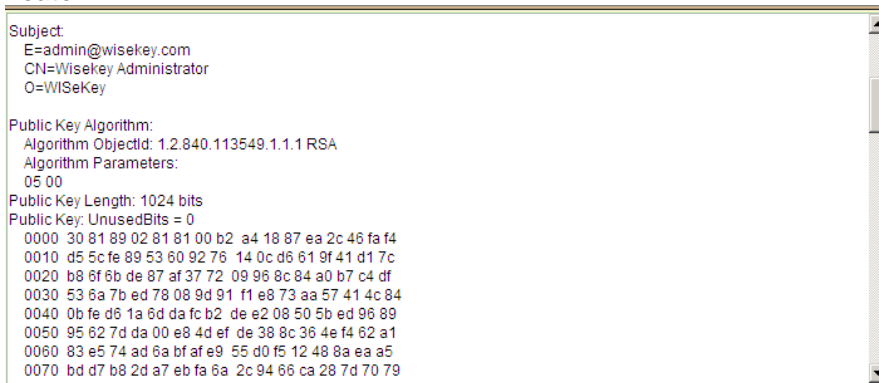 Subject:
E=admin@wisekey.com
CN=Wisekey Administrator
O=WISeKey
Public Key Algorithm:
Algorithm ObjectId: 1.2.840.113549.1.1.1 RSA
Algorithm Parameters:
05 00
Public Key Length: 1024 bits
Public Key: UnusedBits = 0
0000 30 81 89 02 81 81 00 b2 a4 18 87 ea 2c 46 fa f4
0010 d5 5c fe 89 53 60 92 76 14 0c d6 61 9f 41 d1 7c
0020 b8 6f 6b de 87 af 37 72 09 96 8c 84 a0 b7 c4 df
0030 53 6a 7b ed 78 08 9d 91 f1 e8 73 aa 57 41 4c 84
0040 0b fe d6 1a 6d da fc b2 de e2 08 50 5b ed 96 89
0050 95 62 7d da 00 e8 4d ef de 38 8c 36 4e f4 62 a1
0060 83 e5 74 ad 6a bf af e9 55 d0 f5 12 48 8a ea a5
0070 bd d7 b8 2d a7 eb fa 6a 2c 94 66 ca 28 7d 70 79